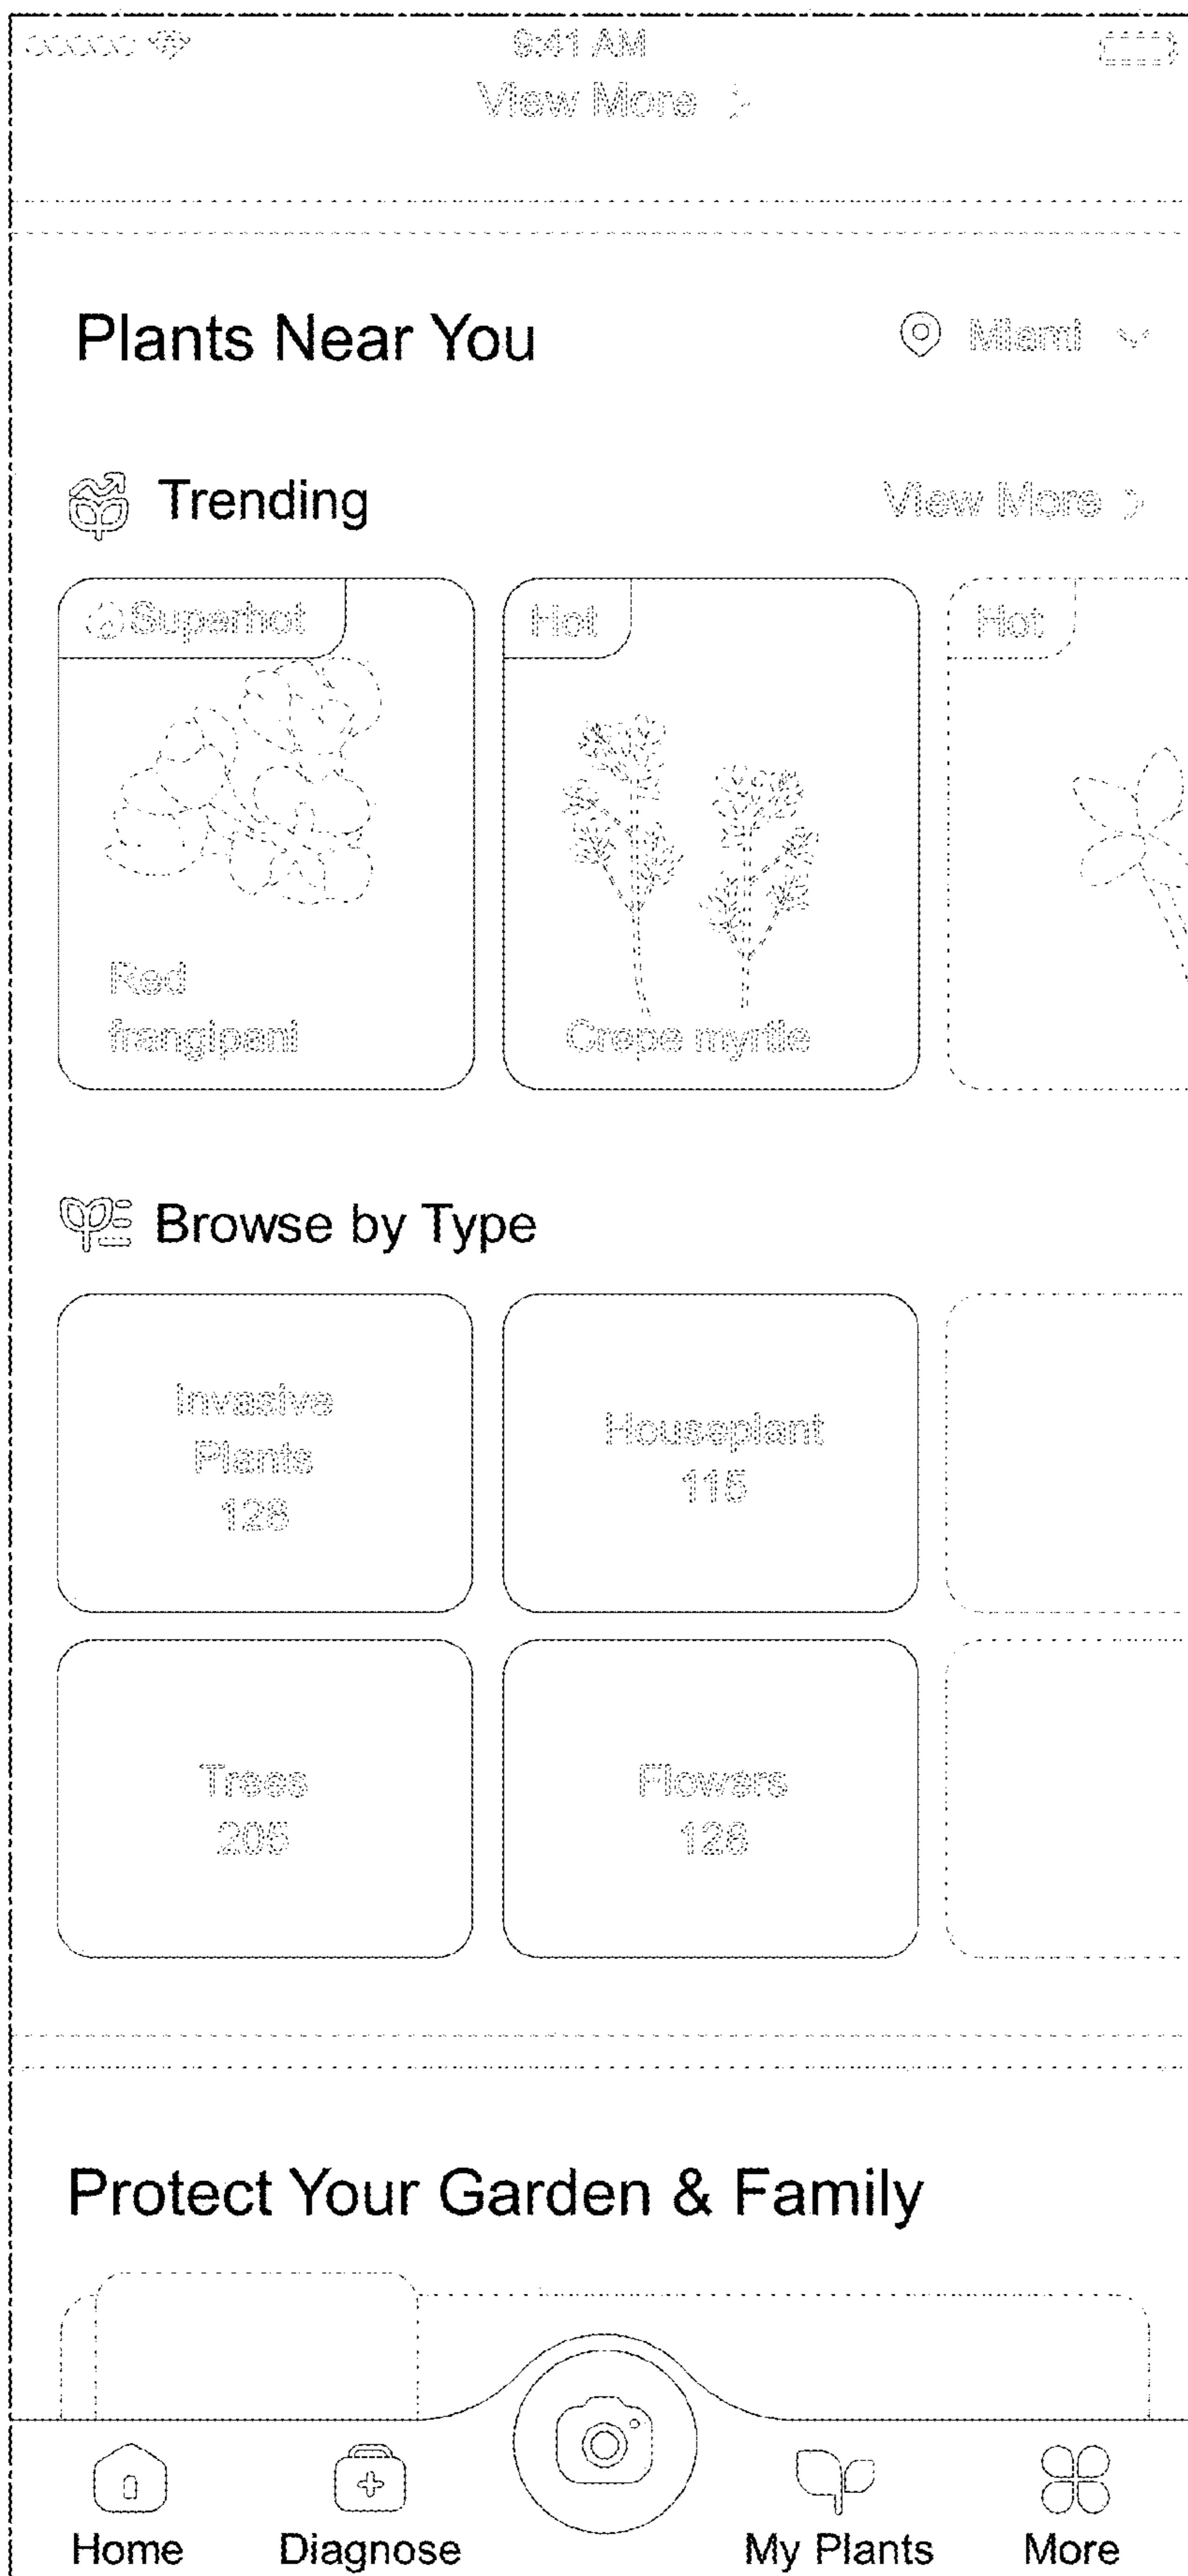 9:41 AM
View More
Plants Near You
Miami
Trending
View More
Superhot
Hot
Hot
Red
frangipani
Crepe myrtle
Browse by Type
Invasive
Plants
128
Houseplant
115
Trees
205
Flowers
128
Protect Your Garden & Family
Home
Diagnose
My Plants
More